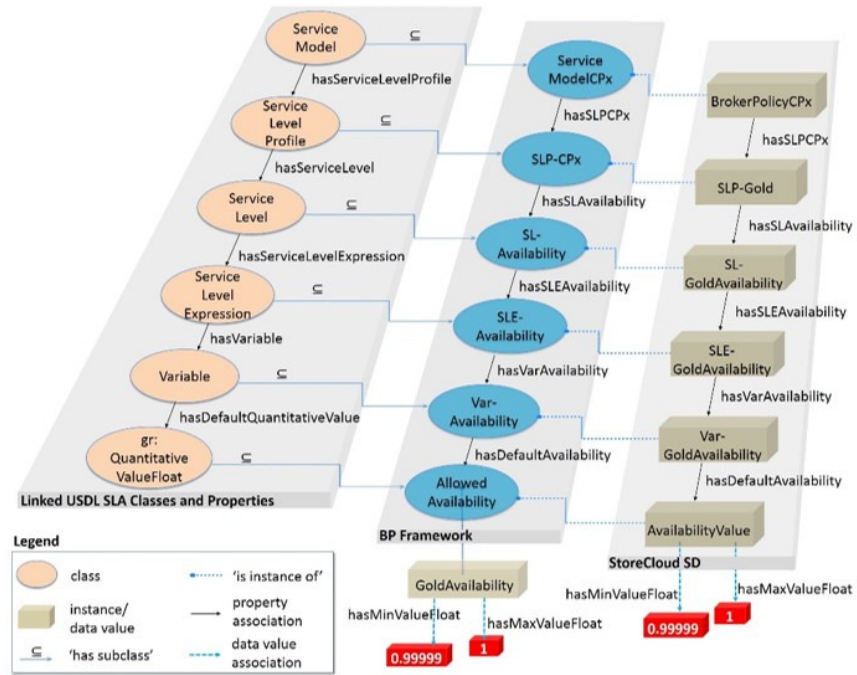 Service
Model
⊆
hasServiceLevelProfile
Service
Level
Profile
⊆
hasServiceLevel
Service
Level
⊆
hasServiceLevelExpression
Service
Level
Expression
⊆
hasVariable
Variable
⊆
hasDefaultQuantitativeValue
gr:
Quantitative
ValueFloat
⊆
Linked USDL SLA Classes and Properties
Service
ModelCPx
hasSLPCPx
SLP-CPx
hasSLAvailability
SL-
Availability
hasSLEAvailability
SLE-
Availability
hasVarAvailability
Var-
Availability
hasDefaultAvailability
Allowed
Availability
BP Framework
GoldAvailability
hasMinValueFloat
hasMaxValueFloat
0.99999
1
BrokerPolicyCPx
hasSLPCPx
SLP-Gold
hasSLAvailability
SL-
GoldAvailability
hasSLEAvailability
SLE-
GoldAvailability
hasVarAvailability
Var-
GoldAvailability
hasDefaultAvailability
AvailabilityValue
StoreCloud SD
hasMinValueFloat
hasMaxValueFloat
0.99999
1
Legend
class
instance/
data value
⊆
'has subclass'
'is instance of'
property
association
data value
association